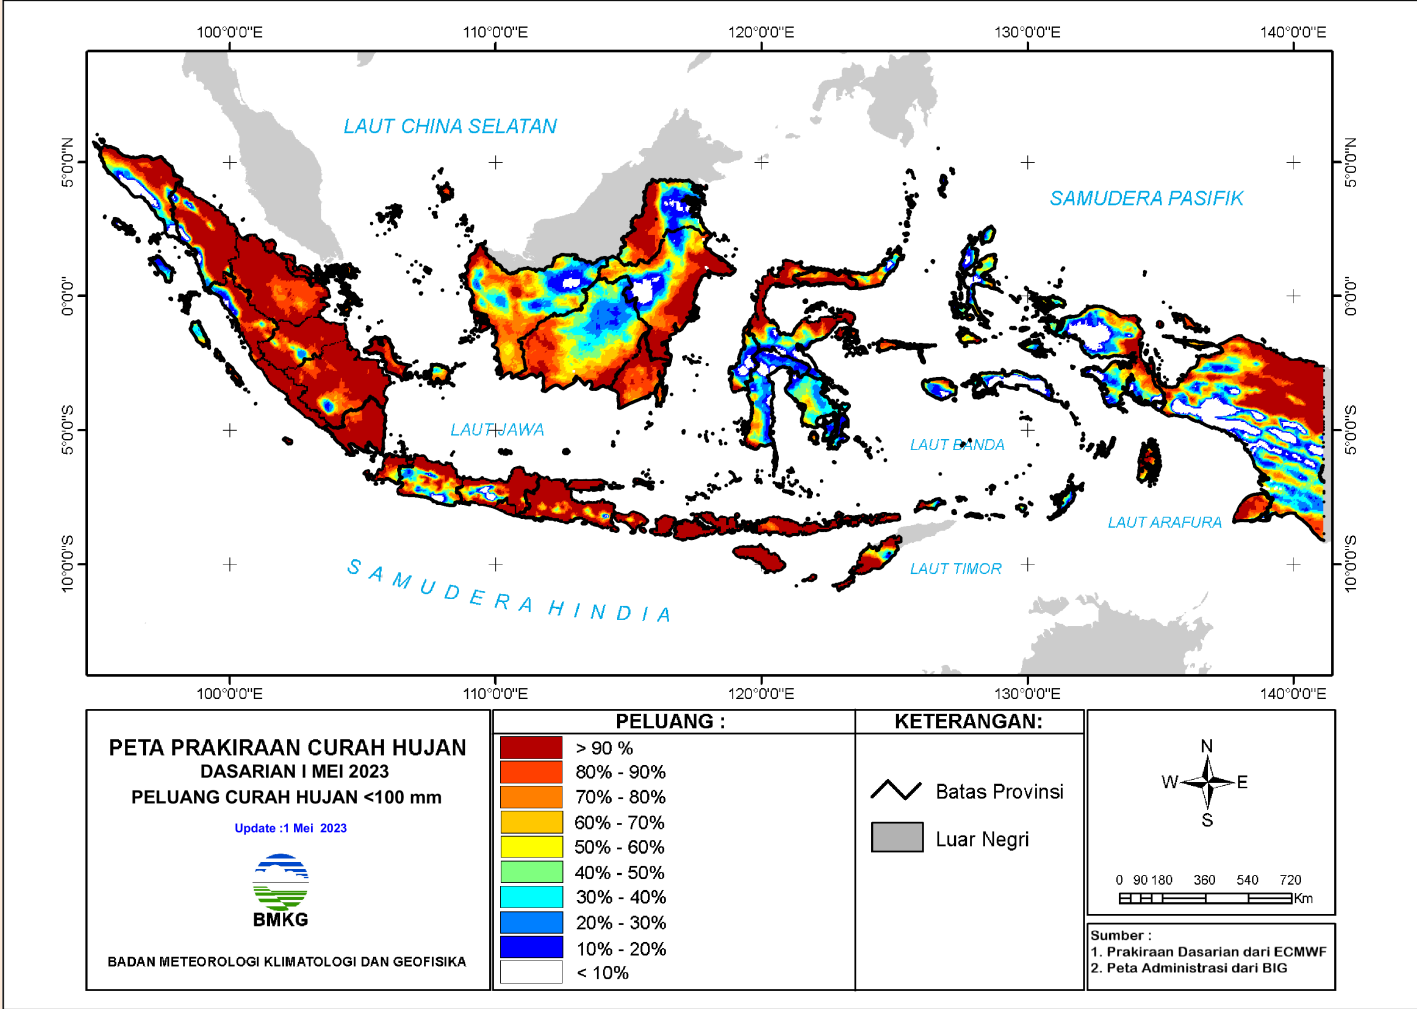 100°0'0"E 110°0'0"E 120°0'0"E 130°0'0"E 140°0'0"E
5°0'0"N
0°0'0"
5°0'0"S
10°0'0"S
LAUT CHINA SELATAN
SAMUDERA PASIFIK
LAUT JAWA
LAUT BANDA
LAUT ARAFURA
LAUT TIMOR
SAMUDERA HINDIA
5°0'0"N
0°0'0"
5°0'0"S
10°0'0"S
100°0'0"E 110°0'0"E 120°0'0"E 130°0'0"E 140°0'0"E
PETA PRAKIRAAN CURAH HUJAN
DASARIAN I MEI 2023
PELUANG CURAH HUJAN <100 mm
Update :1 Mei 2023
BMKG
BADAN METEOROLOGI KLIMATOLOGI DAN GEOFISIKA
PELUANG :
> 90 %
80% - 90%
70% - 80%
60% - 70%
50% - 60%
40% - 50%
30% - 40%
20% - 30%
10% - 20%
< 10%
KETERANGAN:
Batas Provinsi
Luar Negri
N
W E
S
0 90 180 360 540 720
Km
Sumber :
1. Prakiraan Dasarian dari ECMWF
2. Peta Administrasi dari BIG